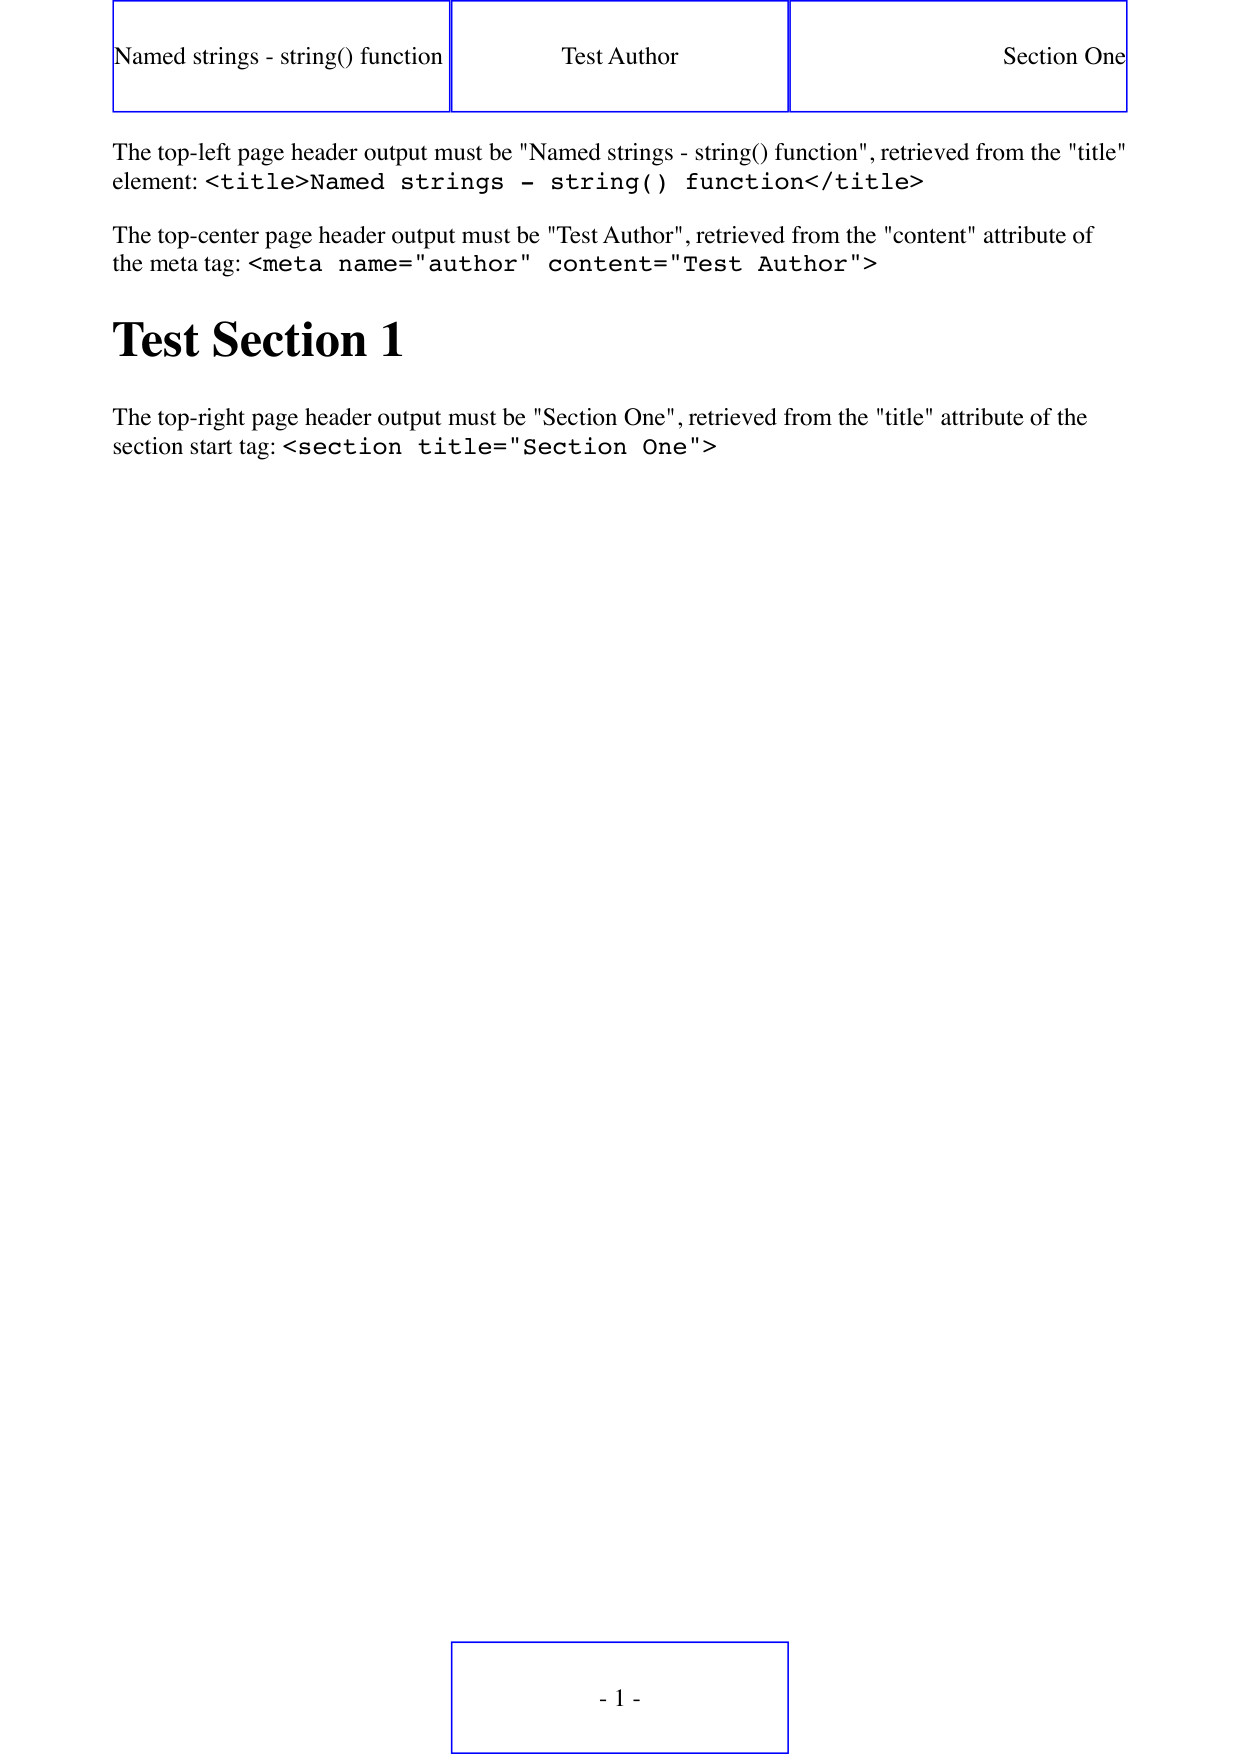 Named strings - string() function Test Author Section One
The top-left page header output must be "Named strings - string() function", retrieved from the "title"
element: <title>Named strings - string() function</title>
The top-center page header output must be "Test Author", retrieved from the "content" attribute of
the meta tag: <meta name="author" content="Test Author">
Test Section 1
The top-right page header output must be "Section One", retrieved from the "title" attribute of the
section start tag: <section title="Section One">
- 1 -